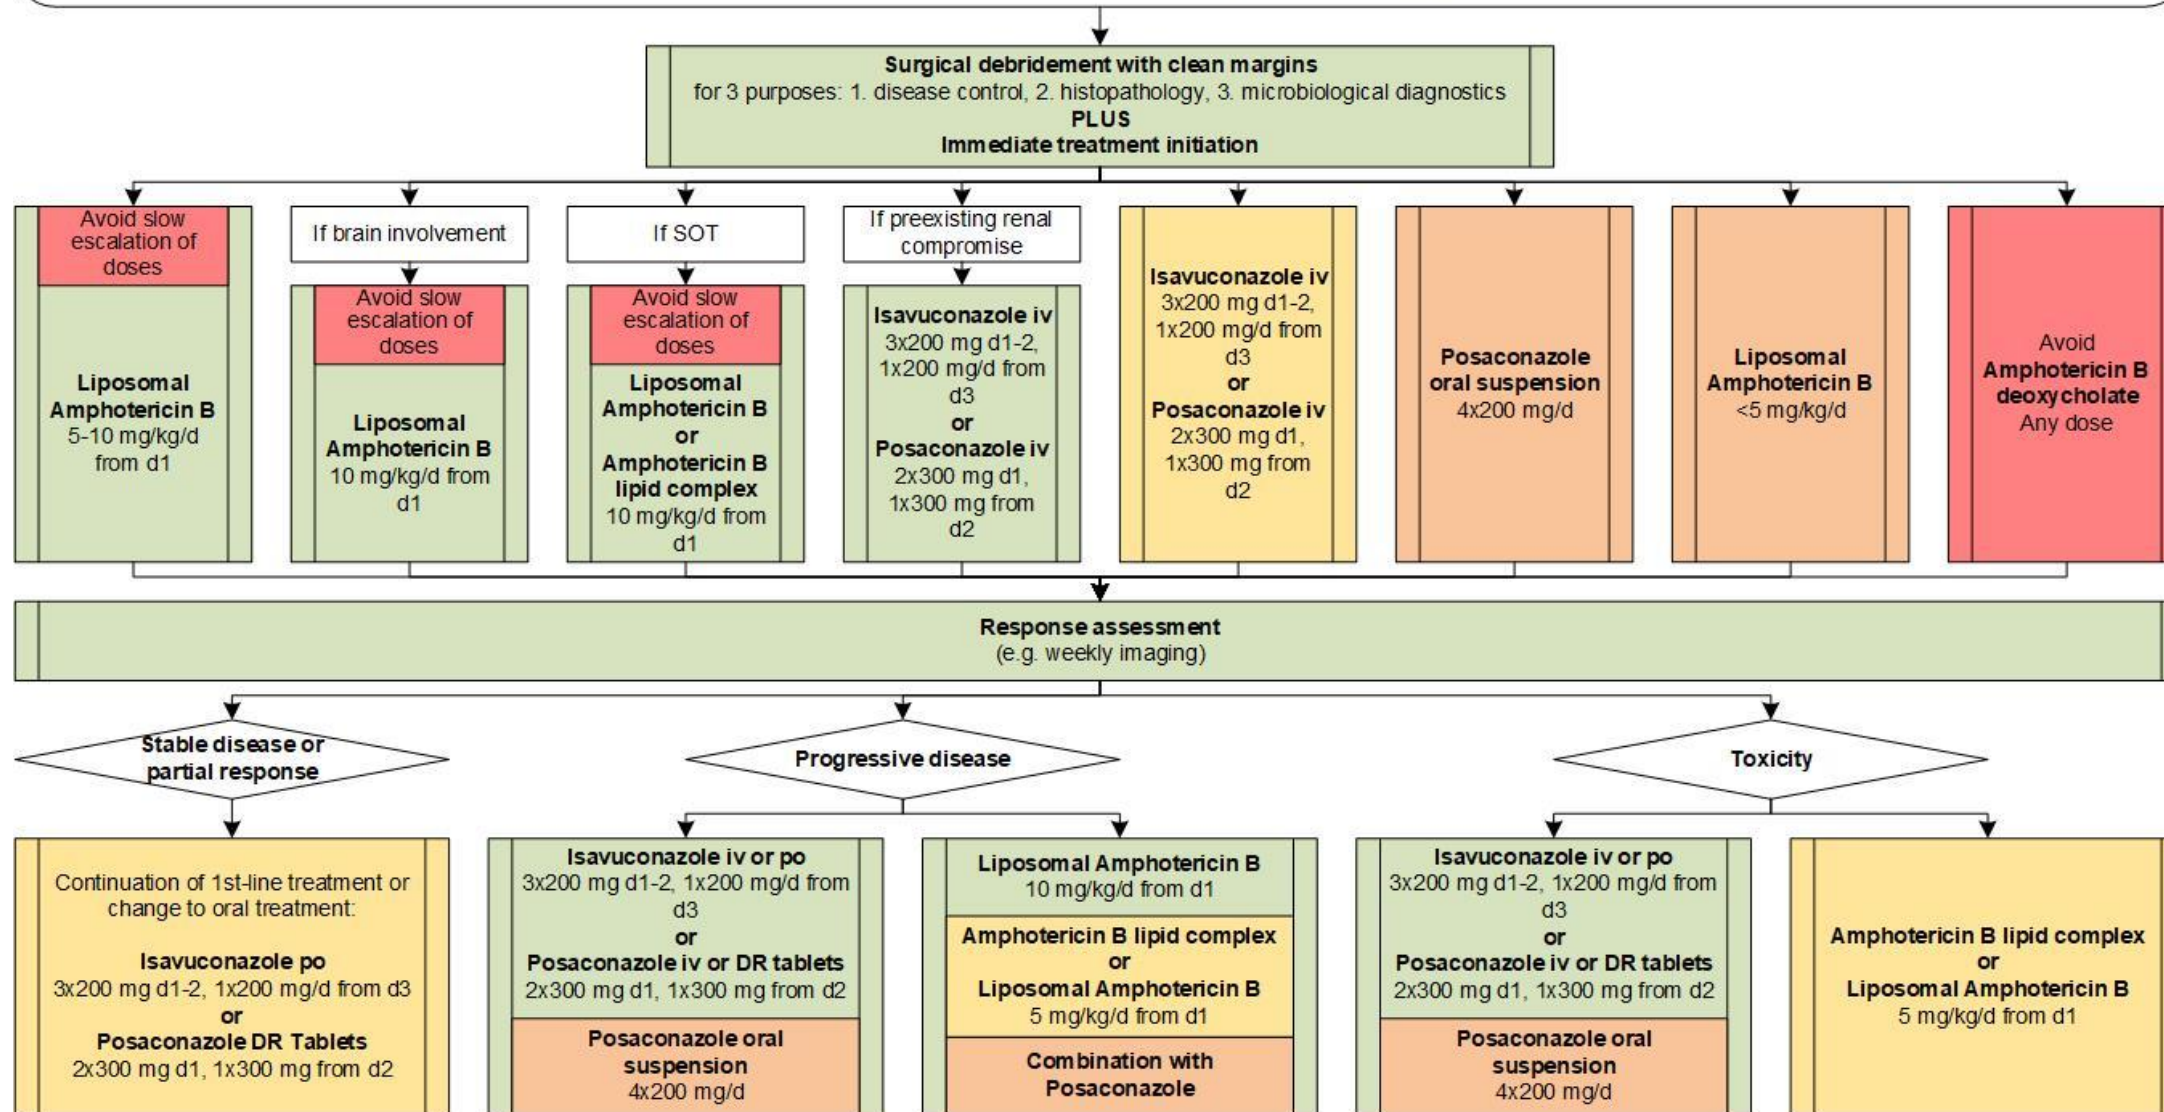 Surgical debridement with clean margins
for 3 purposes: 1. disease control, 2. histopathology, 3. microbiological diagnostics
PLUS
Immediate treatment initiation
Avoid slow
escalation of
doses
Liposomal
Amphotericin B
5-10 mg/kg/d
from d1
If brain involvement
Avoid slow
escalation of
doses
Liposomal
Amphotericin B
10 mg/kg/d from
d1
If SOT
Avoid slow
escalation of
doses
Liposomal
Amphotericin B
or
Amphotericin B
lipid complex
10 mg/kg/d from
d1
If preexisting renal
compromise
Isavuconazole iv
3x200 mg d1-2,
1x200 mg/d from
d3
or
Posaconazole iv
2x300 mg d1,
1x300 mg from
d2
Isavuconazole iv
3x200 mg d1-2,
1x200 mg/d from
d3
or
Posaconazole iv
2x300 mg d1,
1x300 mg from
d2
Posaconazole
oral suspension
4x200 mg/d
Liposomal
Amphotericin B
<5 mg/kg/d
Avoid
Amphotericin B
deoxycholate
Any dose
Response assessment
(e.g. weekly imaging)
Stable disease or
partial response
Progressive disease
Toxicity
Continuation of 1st-line treatment or
change to oral treatment:
Isavuconazole po
3x200 mg d1-2, 1x200 mg/d from d3
or
Posaconazole DR Tablets
2x300 mg d1, 1x300 mg from d2
Isavuconazole iv or po
3x200 mg d1-2, 1x200 mg/d from
d3
or
Posaconazole iv or DR tablets
2x300 mg d1, 1x300 mg from d2
Posaconazole oral
suspension
4x200 mg/d
Liposomal Amphotericin B
10 mg/kg/d from d1
Amphotericin B lipid complex
or
Liposomal Amphotericin B
5 mg/kg/d from d1
Combination with
Posaconazole
Isavuconazole iv or po
3x200 mg d1-2, 1x200 mg/d from
d3
or
Posaconazole iv or DR tablets
2x300 mg d1, 1x300 mg from d2
Posaconazole oral
suspension
4x200 mg/d
Amphotericin B lipid complex
or
Liposomal Amphotericin B
5 mg/kg/d from d1